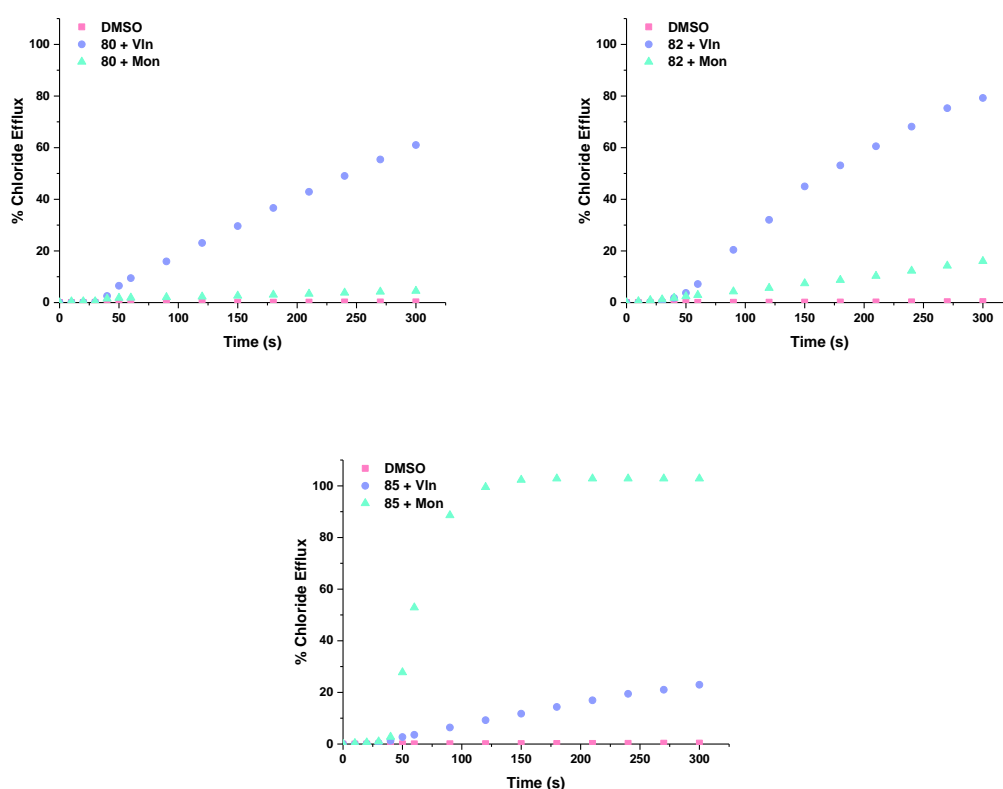 DMSO
80 + Vln
80 + Mon
% Chloride Efflux
100
80
60
40
20
0
0 50 100 150 200 250 300
Time (s)
DMSO
82 + Vln
82 + Mon
% Chloride Efflux
100
80
60
40
20
0
0 50 100 150 200 250 300
Time (s)
DMSO
85 + Vln
85 + Mon
% Chloride Efflux
100
80
60
40
20
0
0 50 100 150 200 250 300
Time (s)